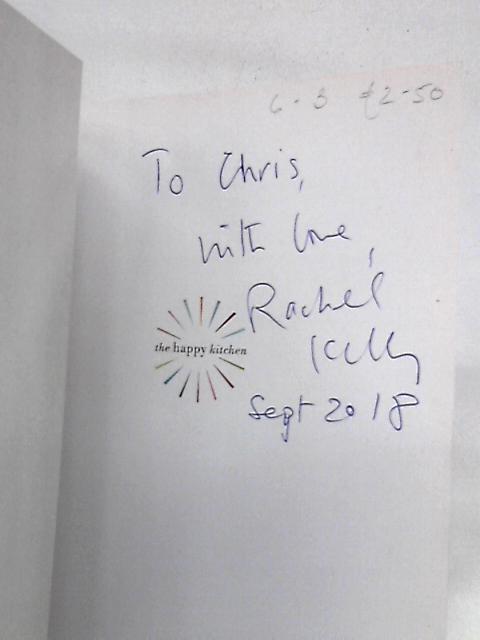 6-3 £2-50
To Chris,
with love,
Rachel
Kelly
the happy kitchen
Sept 2018